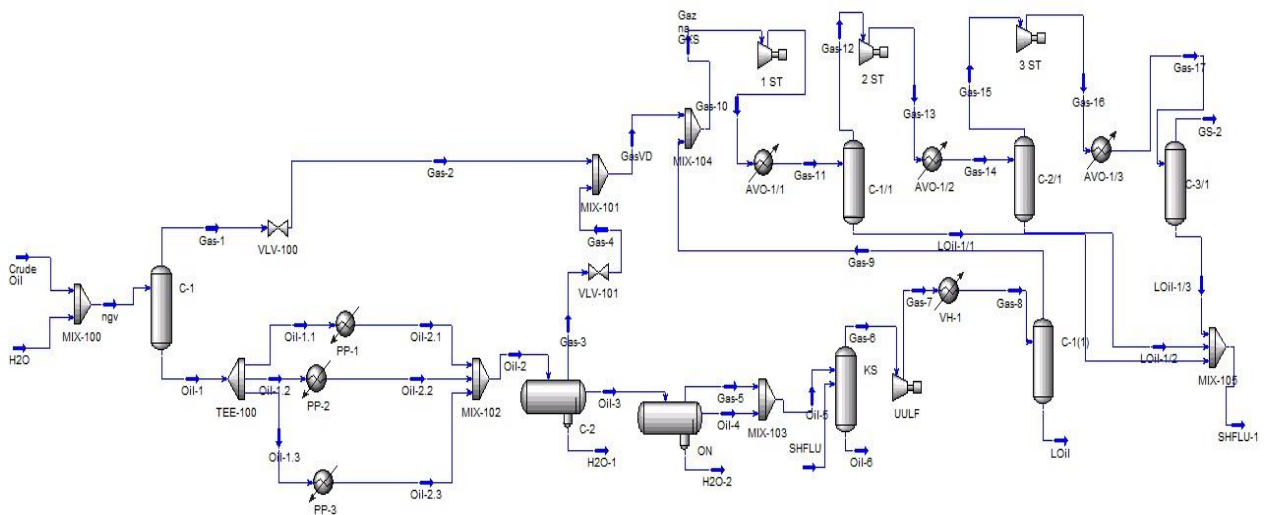 Gaz
na
GKS
1 ST
Gas-10
MIX-104
AVO-1/1
Gas-11
Gas-12
2 ST
Gas-13
C-1/1
AVO-1/2
Gas-14
Gas-15
3 ST
Gas-16
C-2/1
AVO-1/3
Gas-17
GS-2
C-3/1
GasVD
Gas-2
MIX-101
Gas-4
VLV-101
Gas-3
Gas-1
VLV-100
Crude
Oil
MIX-100
ngv
H2O
C-1
Oil-1
TEE-100
Oil-1.1
PP-1
Oil-2.1
Oil-1.2
PP-2
Oil-2.2
Oil-1.3
PP-3
Oil-2.3
MIX-102
Oil-2
C-2
H2O-1
Oil-3
ON
H2O-2
Gas-5
Oil-4
MIX-103
Oil-5
SHFLU
KS
Oil-6
Gas-6
UULF
Gas-7
VH-1
Gas-8
Gas-9
C-1(1)
LOil
LOil-1/1
LOil-1/2
LOil-1/3
MIX-105
SHFLU-1